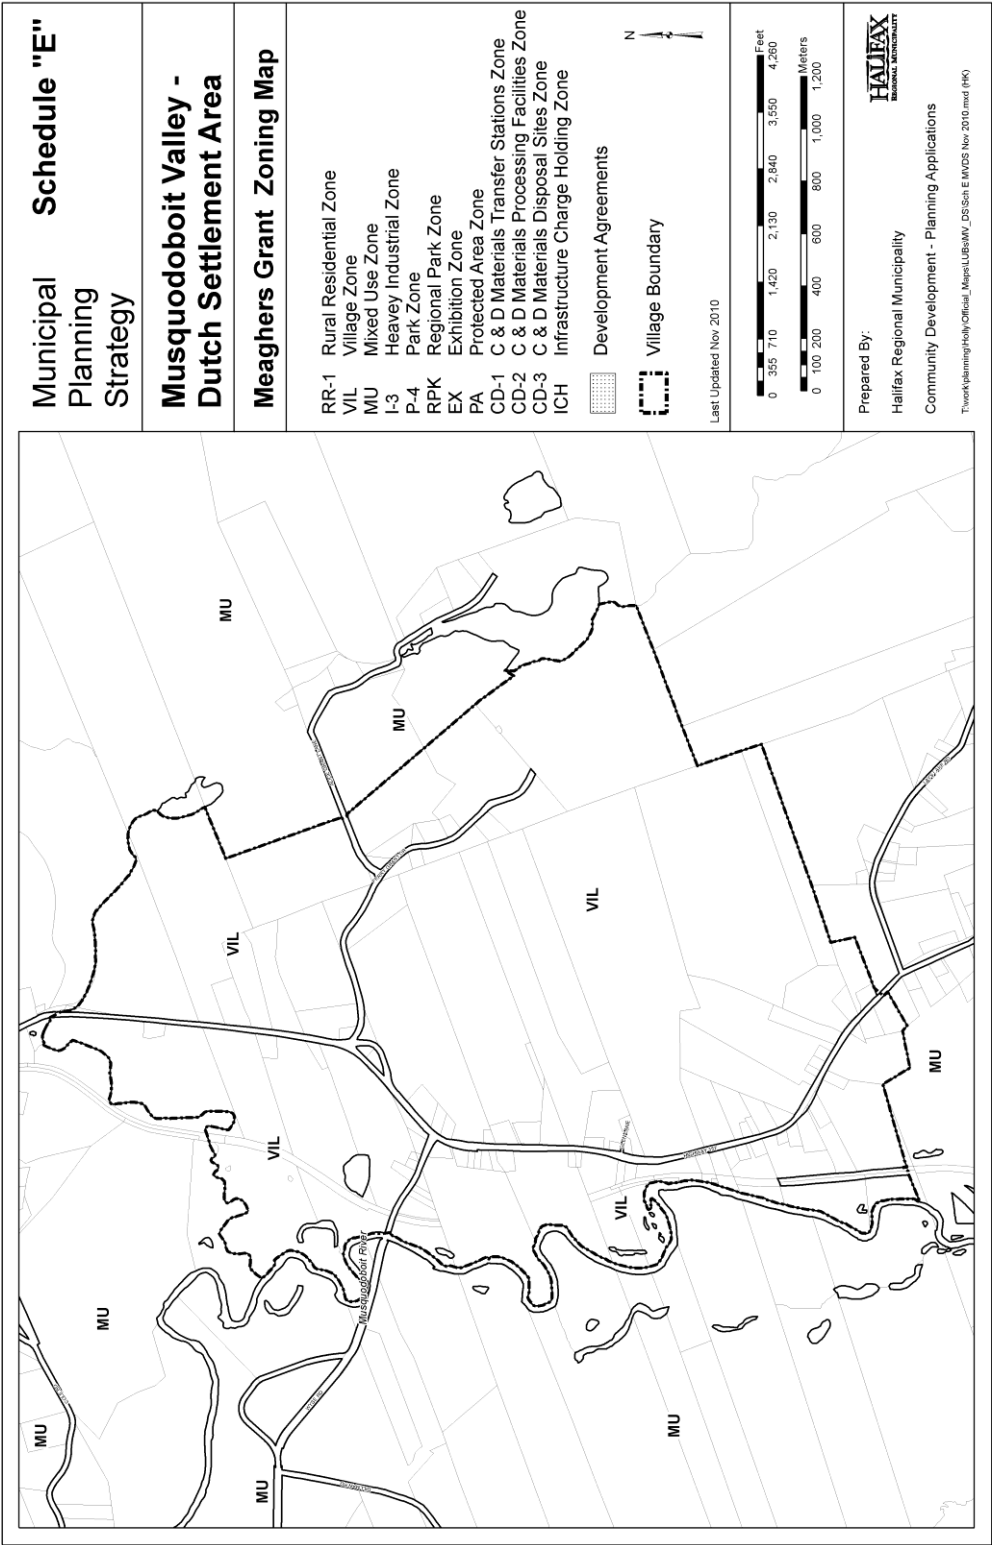 Municipal Schedule "E"
Planning
Strategy
Musquodoboit Valley -
Dutch Settlement Area
Meaghers Grant Zoning Map
RR-1 Rural Residential Zone
VIL Village Zone
MU Mixed Use Zone
I-3 Heavey Industrial Zone
P-4 Park Zone
RPK Regional Park Zone
EX Exhibition Zone
PA Protected Area Zone
CD-1 C & D Materials Transfer Stations Zone
CD-2 C & D Materials Processing Facilities Zone
CD-3 C & D Materials Disposal Sites Zone
ICH Infrastructure Charge Holding Zone
Development Agreements
Village Boundary
N
Last Updated Nov 2010
Feet
0 355 710 1,420 2,130 2,840 3,550 4,260
Meters
0 100 200 400 600 800 1,000 1,200
Prepared By:
HALIFAX
REGIONAL MUNICIPALITY
Halifax Regional Municipality
Community Development - Planning Applications
MU
MU
MU
VIL
VIL
Musquodoboit River
MU
MU
VIL
VIL
MU
MU